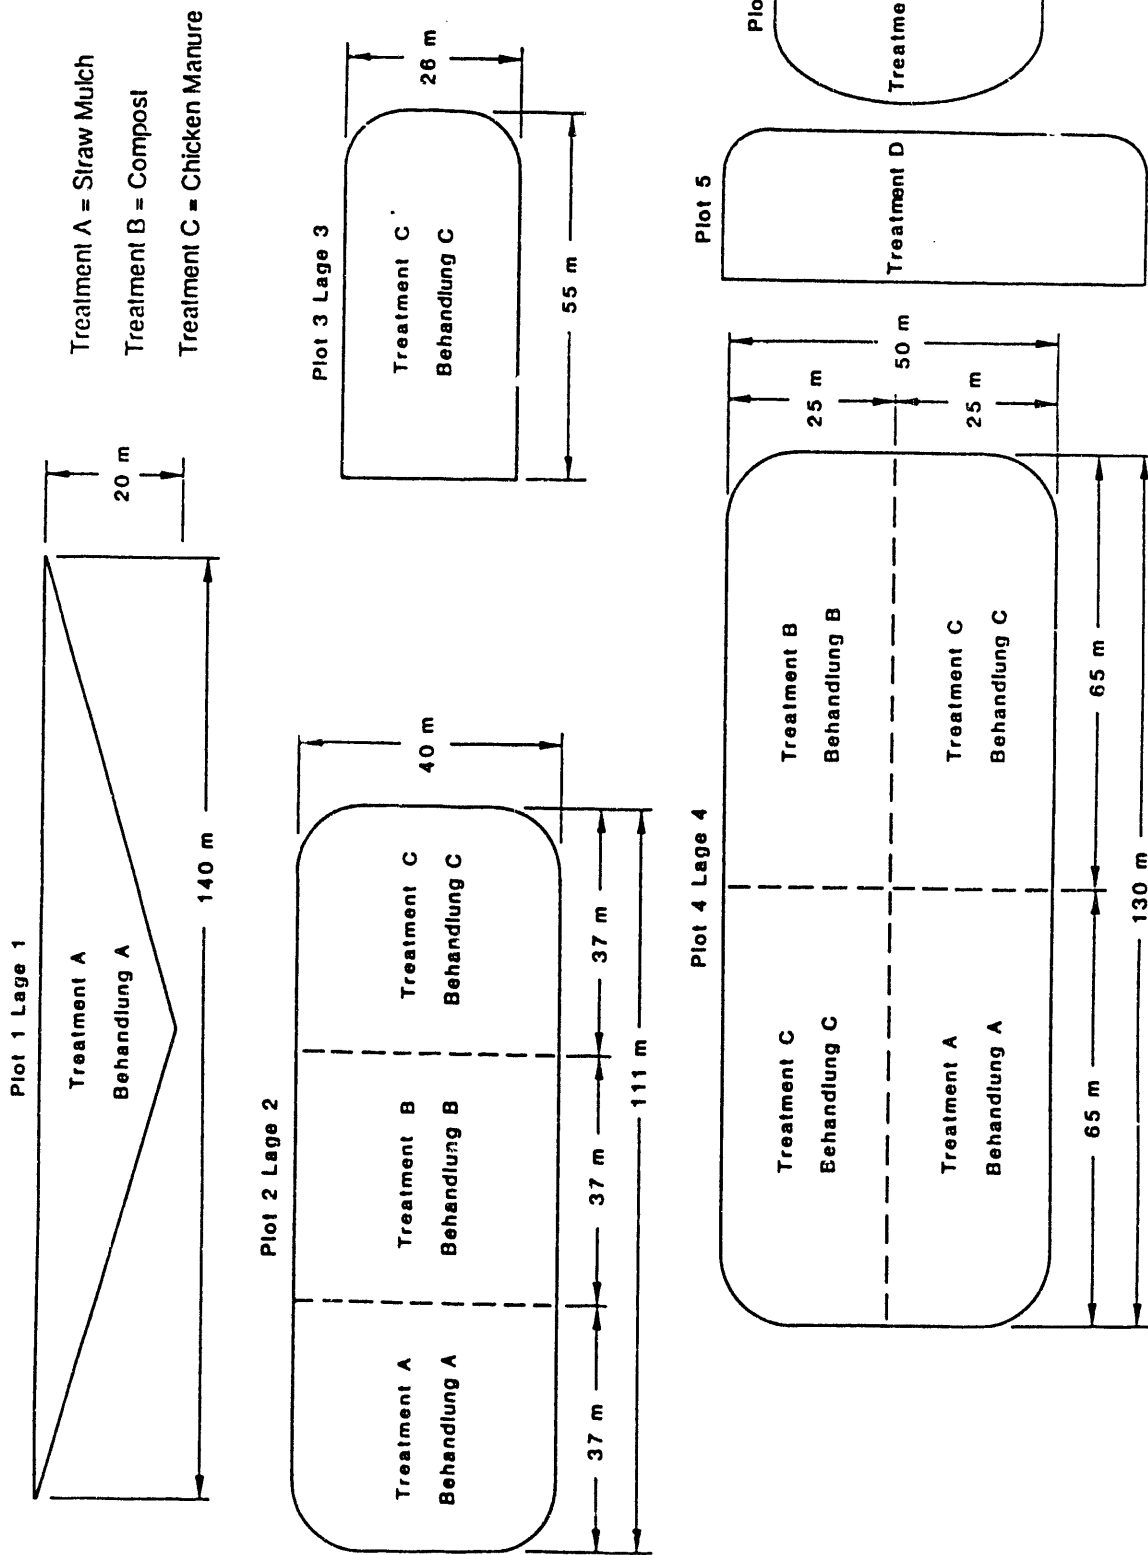 Treatment A = Straw Mulch
Treatment B = Compost
Treatment C = Chicken Manure
Plot 1 Lage 1
Treatment A
Behandlung A
20 m
140 m
Plot 2 Lage 2
Treatment A
Behandlung A
Treatment B
Behandlung B
Treatment C
Behandlung C
40 m
37 m
37 m
37 m
111 m
Plot 3 Lage 3
Treatment C
Behandlung C
26 m
55 m
Plot 4 Lage 4
Treatment C
Behandlung C
Treatment B
Behandlung B
Treatment A
Behandlung A
Treatment C
Behandlung C
25 m
25 m
50 m
65 m
65 m
130 m
Plot 5
Treatment D
Plo
Treatme